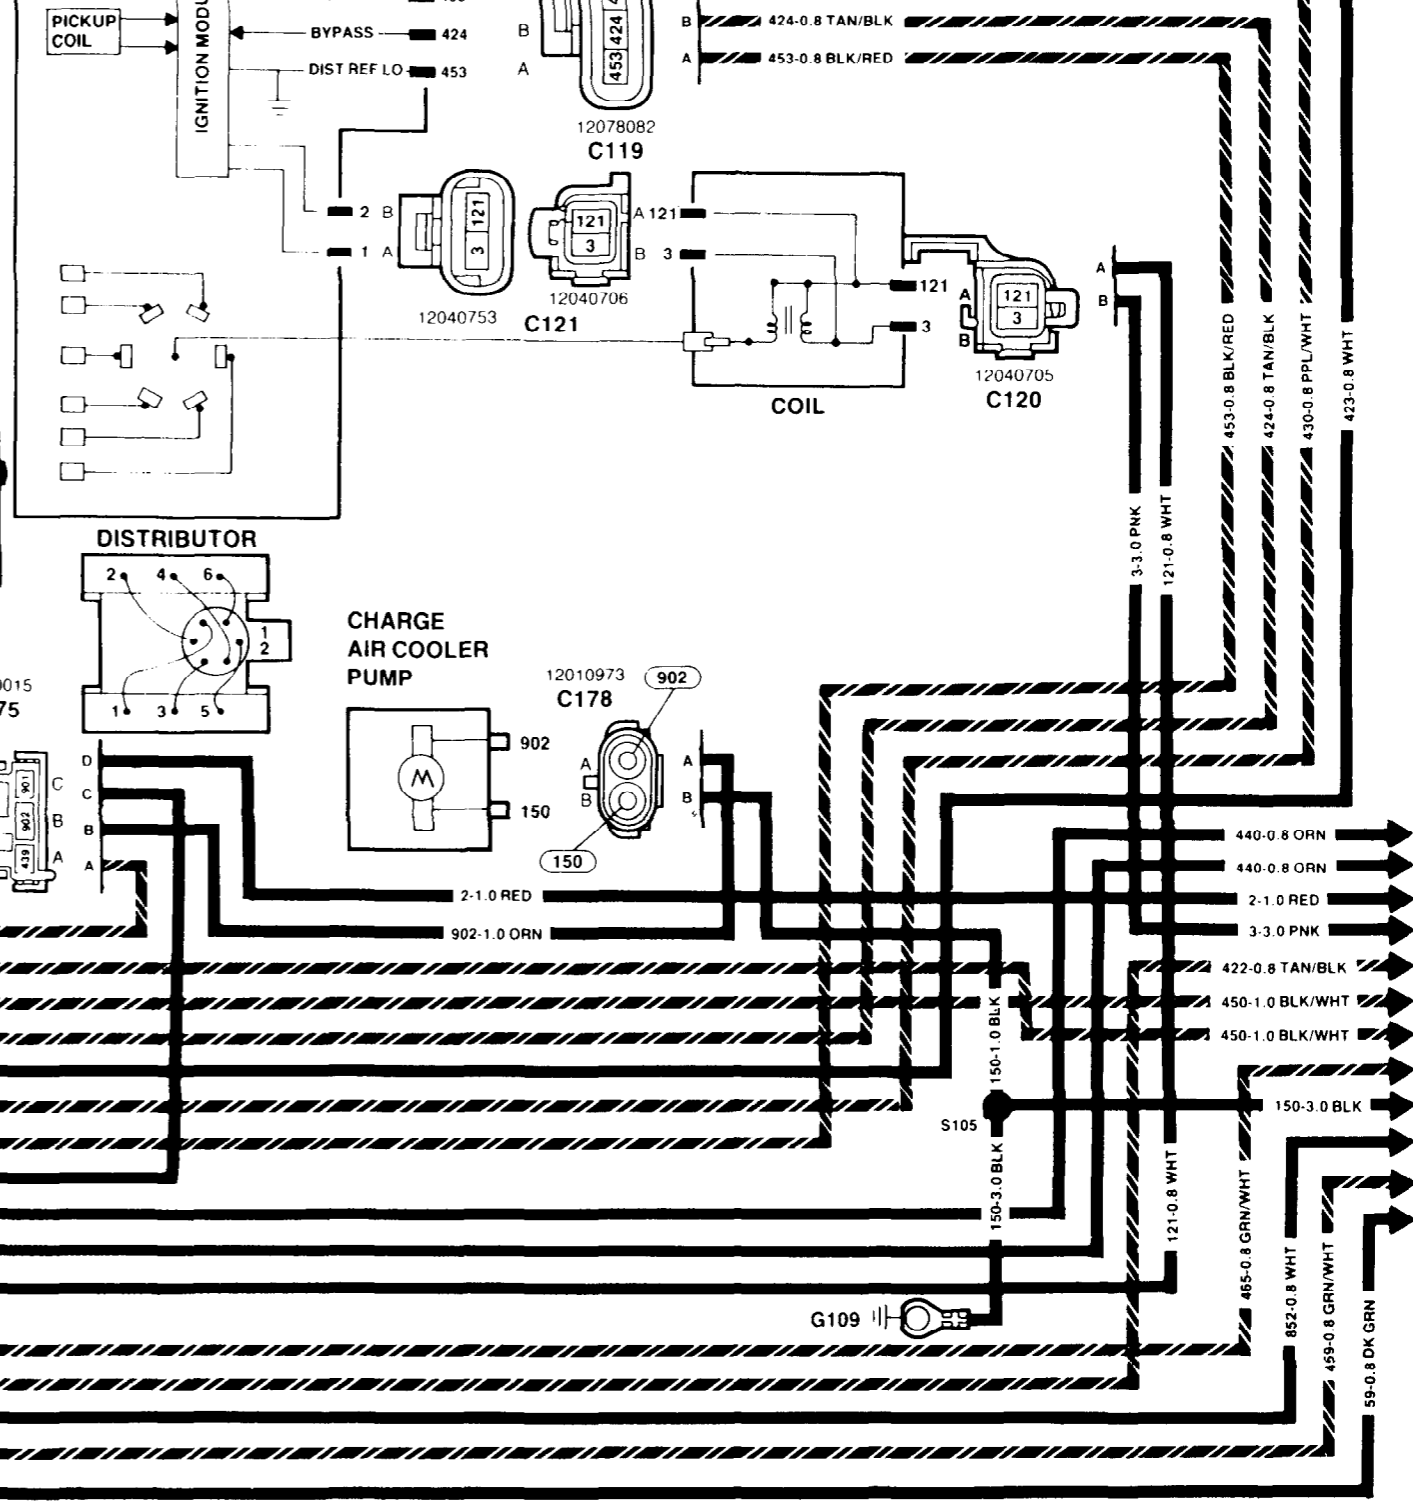 PICKUP
COIL
IGNITION MODU
BYPASS
424
DIST REF LO
453
B
A
424
453
12078082
C119
B
424-0.8 TAN/BLK
A
453-0.8 BLK/RED
2 B
1 A
121
3
12040753
121
3
12040706
C121
A 121
B 3
121
3
COIL
A
B
121
3
12040705
C120
A
B
453-0.8 BLK/RED
424-0.8 TAN/BLK
430-0.8 PPL/WHT
423-0.8 WHT
3-3.0 PNK
121-0.8 WHT
DISTRIBUTOR
2 4 6
1
2
1 3 5
CHARGE
AIR COOLER
PUMP
M
902
150
12010973
C178
902
A
B
150
A
B
0015
75
901
902
439
C
B
A
D
C
B
A
2-1.0 RED
902-1.0 ORN
440-0.8 ORN
440-0.8 ORN
2-1.0 RED
3-3.0 PNK
422-0.8 TAN/BLK
450-1.0 BLK/WHT
450-1.0 BLK/WHT
150-1.0 BLK
S105
150-3.0 BLK
150-3.0 BLK
121-0.8 WHT
465-0.8 GRN/WHT
852-0.8 WHT
459-0.8 GRN/WHT
59-0.8 DK GRN
G109